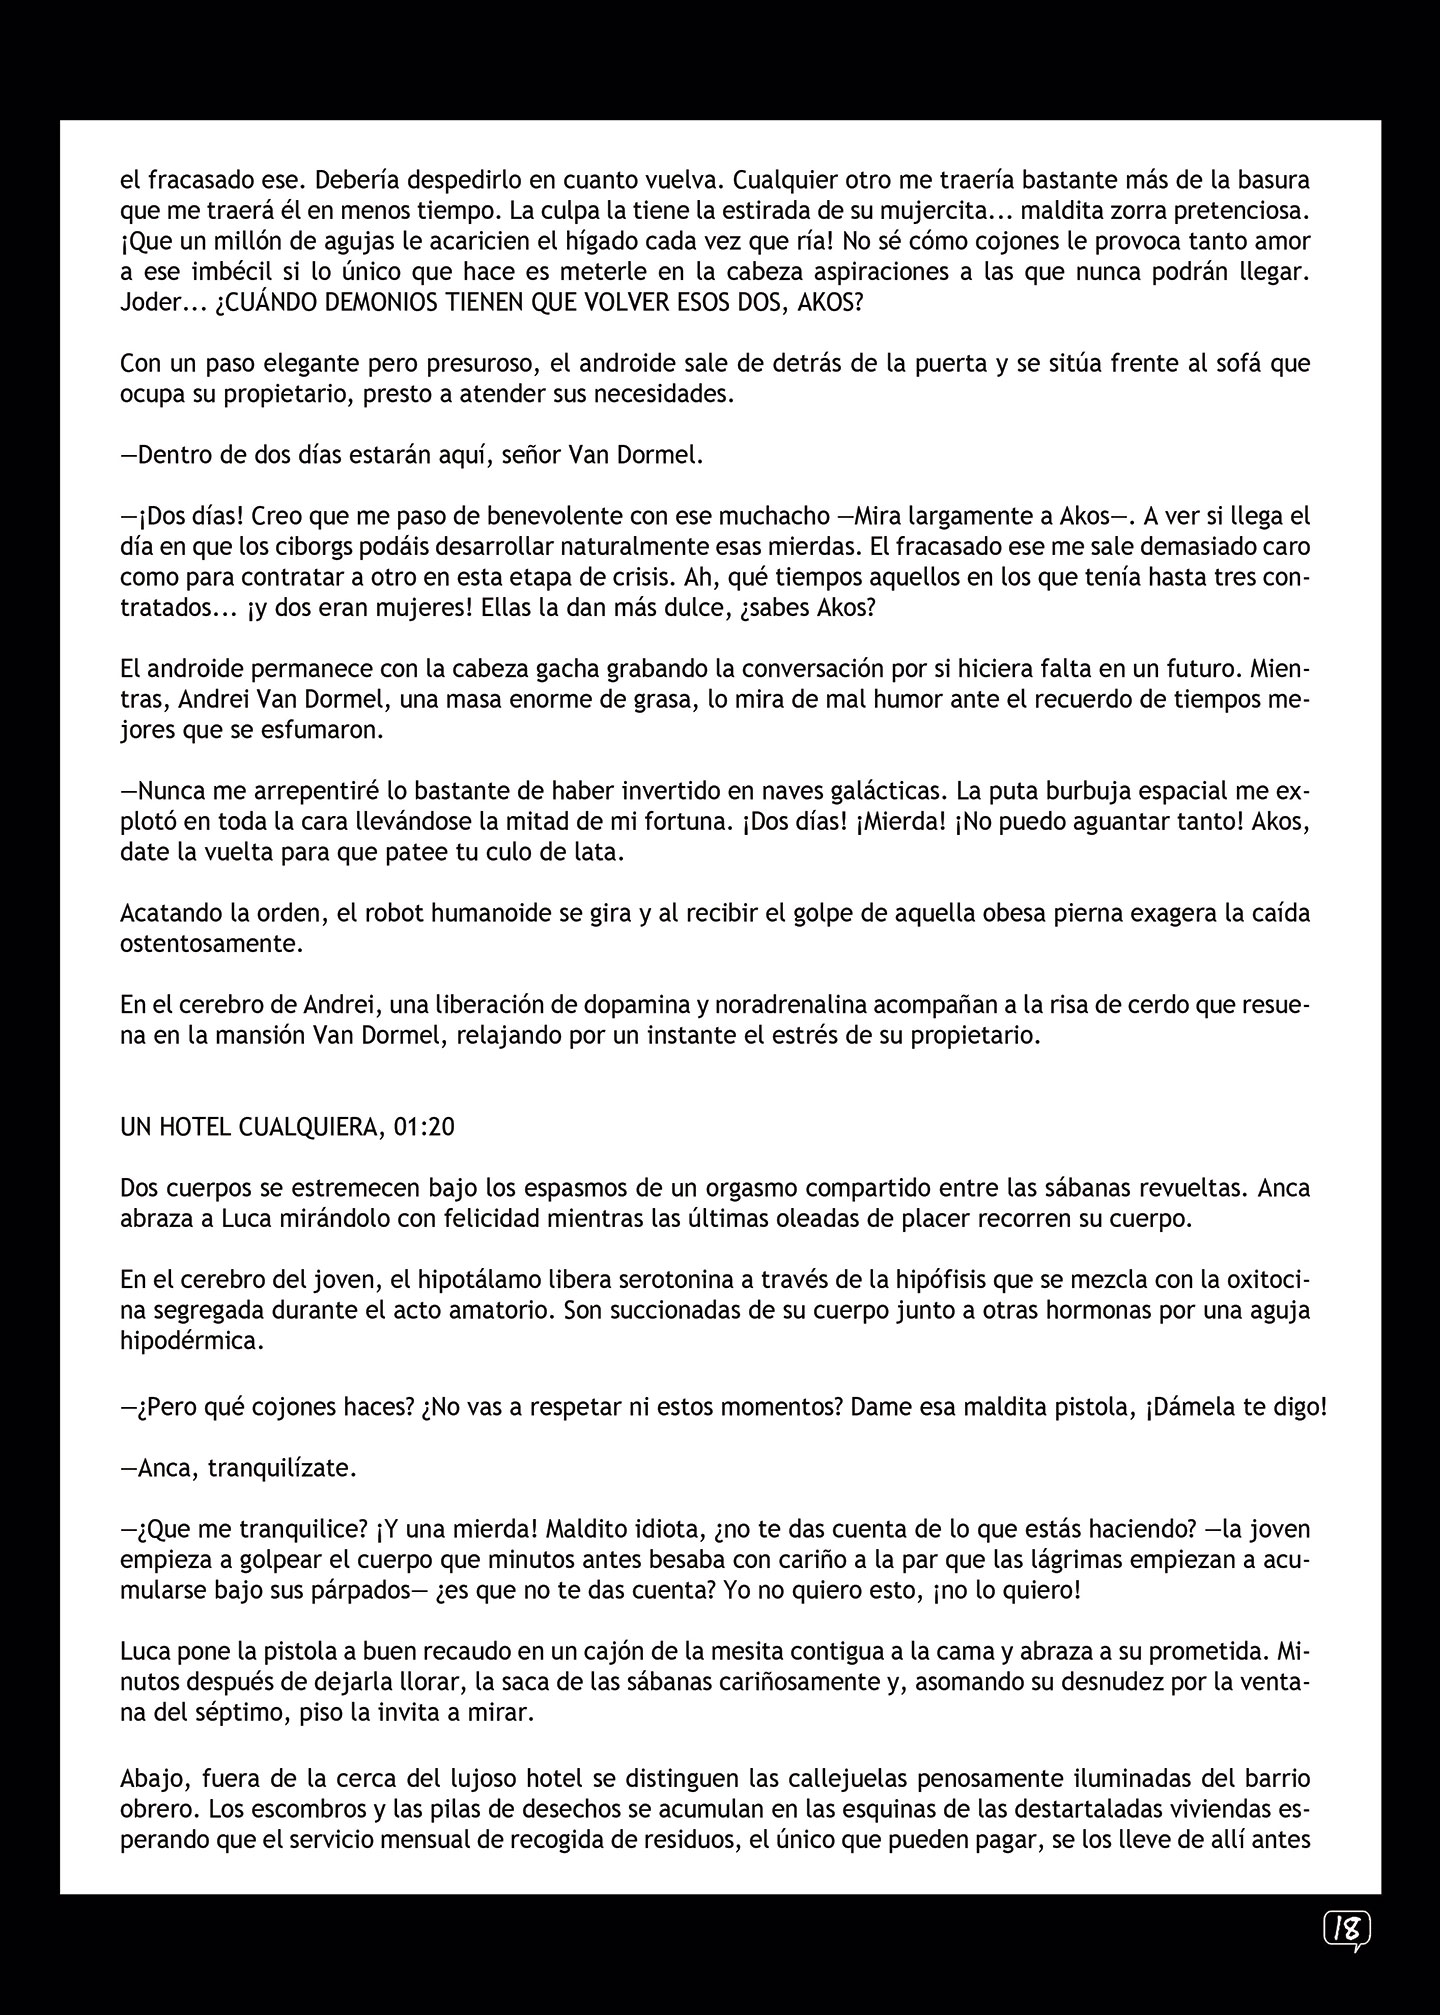 el fracasado ese. Debería despedirlo en cuanto vuelva. Cualquier otro me traería bastante más de la basura
que me traerá él en menos tiempo. La culpa la tiene la estirada de su mujercita... maldita zorra pretenciosa.
¡Que un millón de agujas le acaricien el hígado cada vez que ría! No sé cómo cojones le provoca tanto amor
a ese imbécil si lo único que hace es meterle en la cabeza aspiraciones a las que nunca podrán llegar.
Joder... ¿CUÁNDO DEMONIOS TIENEN QUE VOLVER ESOS DOS, AKOS?
Con un paso elegante pero presuroso, el androide sale de detrás de la puerta y se sitúa frente al sofá que
ocupa su propietario, presto a atender sus necesidades.
—Dentro de dos días estarán aquí, señor Van Dormel.
—¡Dos días! Creo que me paso de benevolente con ese muchacho —Mira largamente a Akos—. A ver si llega el
día en que los ciborgs podáis desarrollar naturalmente esas mierdas. El fracasado ese me sale demasiado caro
como para contratar a otro en esta etapa de crisis. Ah, qué tiempos aquellos en los que tenía hasta tres con-
tratados... ¡y dos eran mujeres! Ellas la dan más dulce, ¿sabes Akos?
El androide permanece con la cabeza gacha grabando la conversación por si hiciera falta en un futuro. Mien-
tras, Andrei Van Dormel, una masa enorme de grasa, lo mira de mal humor ante el recuerdo de tiempos me-
jores que se esfumaron.
—Nunca me arrepentiré lo bastante de haber invertido en naves galácticas. La puta burbuja espacial me ex-
plotó en toda la cara llevándose la mitad de mi fortuna. ¡Dos días! ¡Mierda! ¡No puedo aguantar tanto! Akos,
date la vuelta para que patee tu culo de lata.
Acatando la orden, el robot humanoide se gira y al recibir el golpe de aquella obesa pierna exagera la caída
ostentosamente.
En el cerebro de Andrei, una liberación de dopamina y noradrenalina acompañan a la risa de cerdo que resue-
na en la mansión Van Dormel, relajando por un instante el estrés de su propietario.
UN HOTEL CUALQUIERA, 01:20
Dos cuerpos se estremecen bajo los espasmos de un orgasmo compartido entre las sábanas revueltas. Anca
abraza a Luca mirándolo con felicidad mientras las últimas oleadas de placer recorren su cuerpo.
En el cerebro del joven, el hipotálamo libera serotonina a través de la hipófisis que se mezcla con la oxitoci-
na segregada durante el acto amatorio. Son succionadas de su cuerpo junto a otras hormonas por una aguja
hipodérmica.
—¿Pero qué cojones haces? ¿No vas a respetar ni estos momentos? Dame esa maldita pistola, ¡Dámela te digo!
—Anca, tranquilízate.
—¿Que me tranquilice? ¡Y una mierda! Maldito idiota, ¿no te das cuenta de lo que estás haciendo? —la joven
empieza a golpear el cuerpo que minutos antes besaba con cariño a la par que las lágrimas empiezan a acu-
mularse bajo sus párpados— ¿es que no te das cuenta? Yo no quiero esto, ¡no lo quiero!
Luca pone la pistola a buen recaudo en un cajón de la mesita contigua a la cama y abraza a su prometida. Mi-
nutos después de dejarla llorar, la saca de las sábanas cariñosamente y, asomando su desnudez por la venta-
na del séptimo, piso la invita a mirar.
Abajo, fuera de la cerca del lujoso hotel se distinguen las callejuelas penosamente iluminadas del barrio
obrero. Los escombros y las pilas de desechos se acumulan en las esquinas de las destartaladas viviendas es-
perando que el servicio mensual de recogida de residuos, el único que pueden pagar, se los lleve de allí antes
18